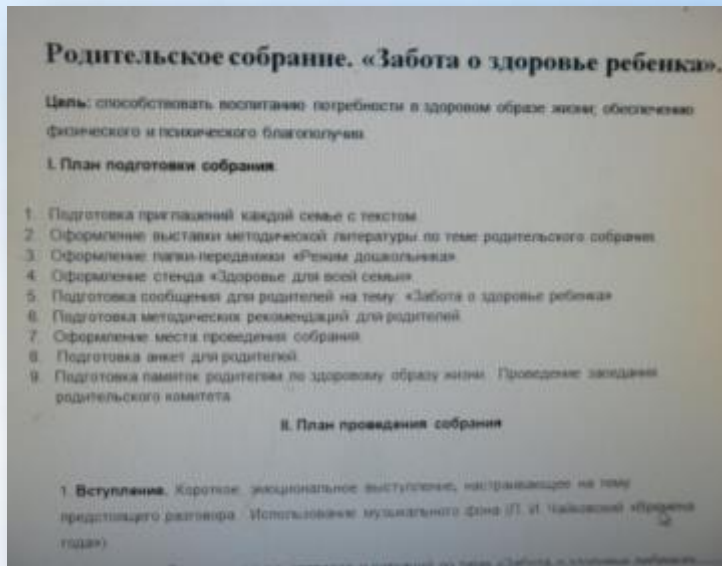 Родительское собрание. «Забота о здоровье ребенка».
Цель: способствовать воспитанию потребности в здоровом образе жизни; обеспечению
физического и психического благополучия.
I. План подготовки собрания.
1. Подготовка приглашений каждой семье с текстом.
2. Оформление выставки методической литературы по теме родительского собрания.
3. Оформление папки-передвижки «Режим дошкольника».
4. Оформление стенда «Здоровье для всей семьи».
5. Подготовка сообщения для родителей на тему: «Забота о здоровье ребенка»
6. Подготовка методических рекомендаций для родителей.
7. Оформление места проведения собрания.
8. Подготовка анкет для родителей.
9. Подготовка памяток родителям по здоровому образу жизни. Проведение заседания
родительского комитета.
II. План проведения собрания
1. Вступление. Короткое, эмоциональное выступление, настраивающее на тему
предстоящего разговора. Использование музыкального фона (П. И. Чайковский «Времена
года»)
по теме «Забота о здоровье ребенка»